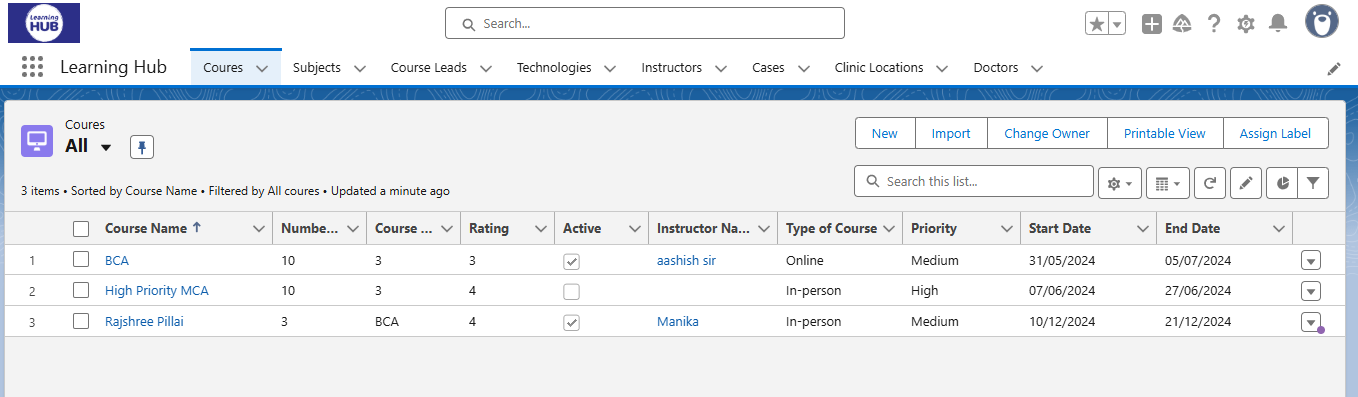 Learning
HUB
Search...
Learning Hub
Coures Subjects Course Leads Technologies Instructors Cases Clinic Locations Doctors
Coures
All
New Import Change Owner Printable View Assign Label
3 items • Sorted by Course Name • Filtered by All coures • Updated a minute ago
Search this list...
Course Name Numbe... Course ... Rating Active Instructor Na... Type of Course Priority Start Date End Date
1 BCA 10 3 3 aashish sir Online Medium 31/05/2024 05/07/2024
2 High Priority MCA 10 3 4 In-person High 07/06/2024 27/06/2024
3 Rajshree Pillai 3 BCA 4 Manika In-person Medium 10/12/2024 21/12/2024